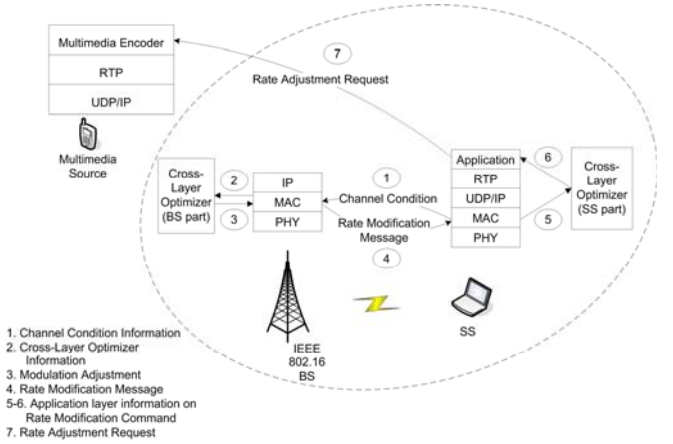 Multimedia Encoder
RTP
UDP/IP
Multimedia
Source
7
Rate Adjustment Request
Cross-
Layer
Optimizer
(BS part)
2
3
IP
MAC
PHY
1
Channel Condition
Rate Modification
Message
4
Application
RTP
UDP/IP
MAC
PHY
6
5
Cross-
Layer
Optimizer
(SS part)
IEEE
802.16
BS
SS
1. Channel Condition Information
2. Cross-Layer Optimizer
Information
3. Modulation Adjustment
4. Rate Modification Message
5-6. Application layer information on
Rate Modification Command
7. Rate Adjustment Request